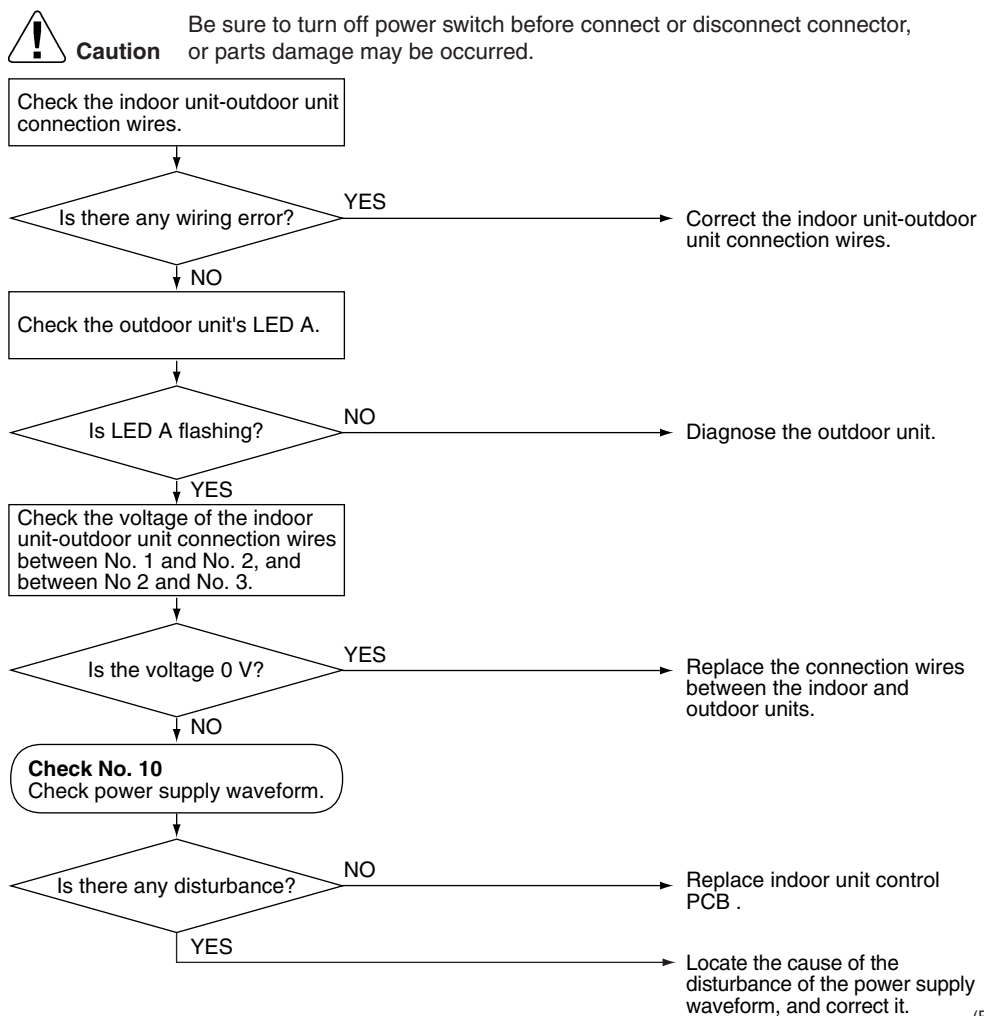 Be sure to turn off power switch before connect or disconnect connector,
Caution or parts damage may be occurred.
Check the indoor unit-outdoor unit
connection wires.
Is there any wiring error?
YES
Correct the indoor unit-outdoor
unit connection wires.
NO
Check the outdoor unit's LED A.
Is LED A flashing?
NO
Diagnose the outdoor unit.
YES
Check the voltage of the indoor
unit-outdoor unit connection wires
between No. 1 and No. 2, and
between No 2 and No. 3.
Is the voltage 0 V?
YES
Replace the connection wires
between the indoor and
outdoor units.
NO
Check No. 10
Check power supply waveform.
Is there any disturbance?
NO
Replace indoor unit control
PCB .
YES
Locate the cause of the
disturbance of the power supply
waveform, and correct it.